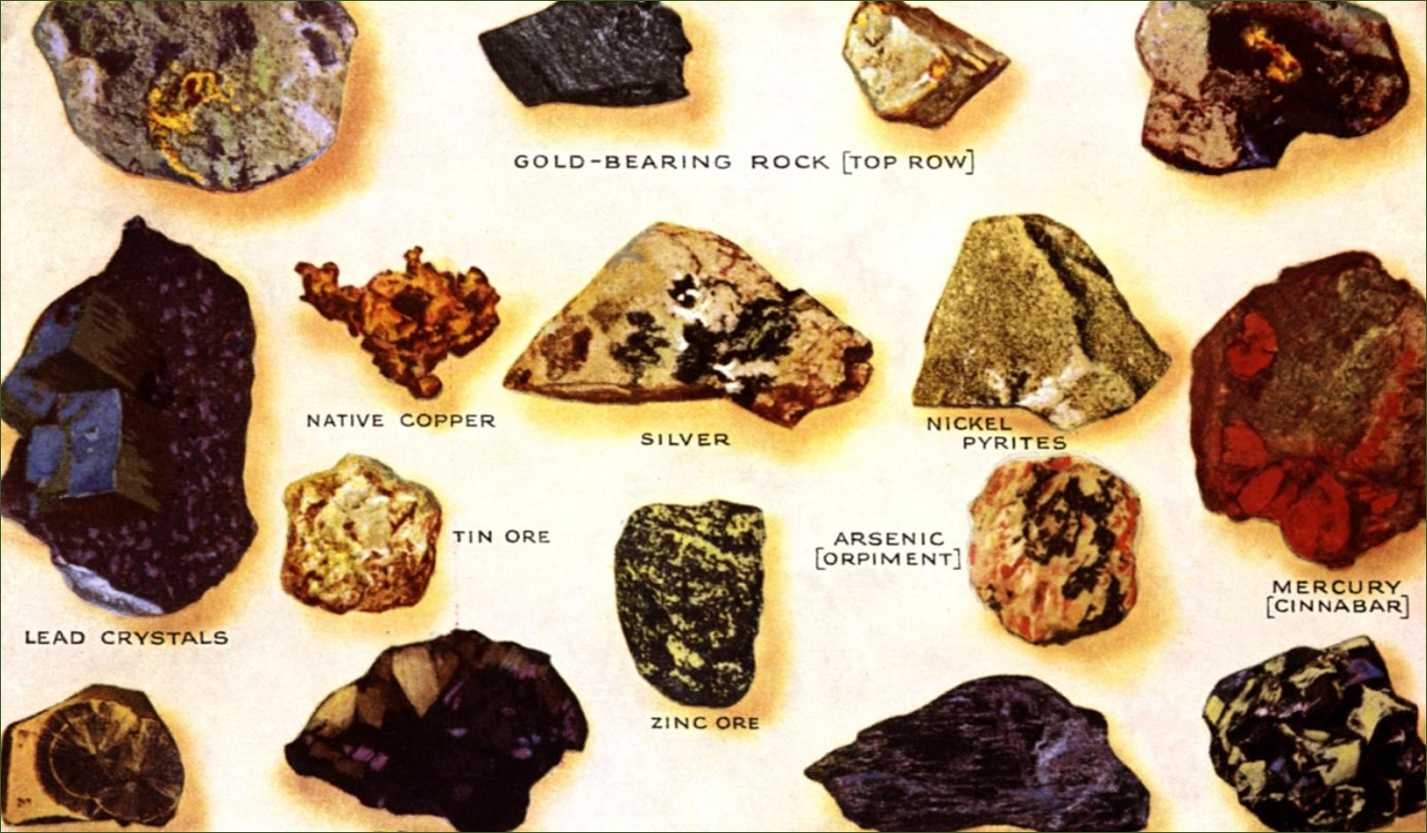 GOLD-BEARING ROCK [TOP ROW]
NATIVE COPPER
SILVER
NICKEL
PYRITES
TIN ORE
ARSENIC
[ORPIMENT]
MERCURY
[CINNABAR]
LEAD CRYSTALS
ZINC ORE